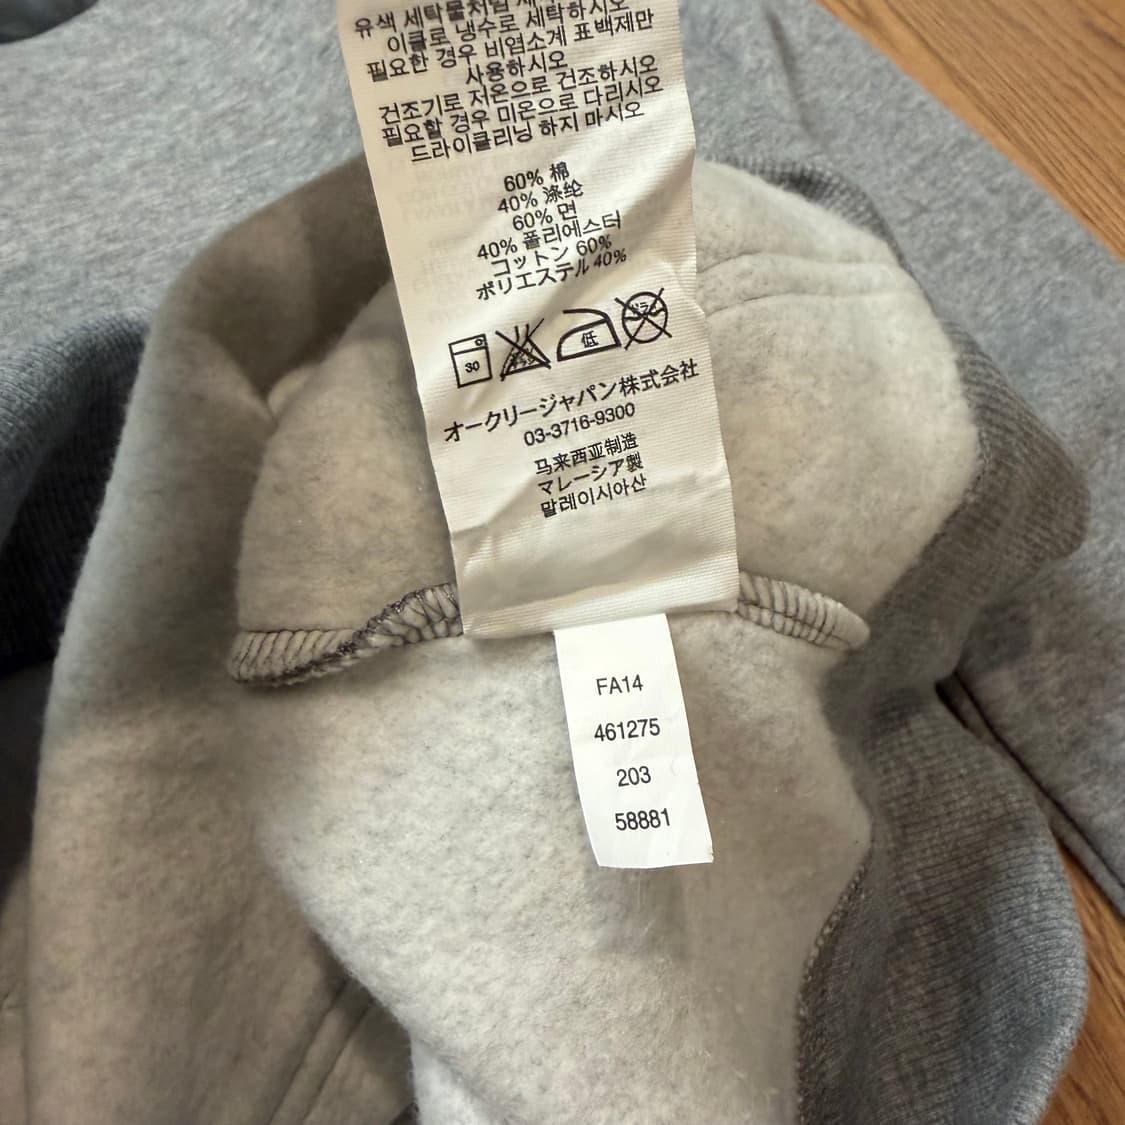 유색 세탁물처럼
이클로 냉수로 세탁하시오
필요한 경우 비염소계 표백제만
사용하시오
건조기로 저온으로 건조하시오
필요할 경우 미온으로 다리시오
드라이클리닝 하지 마시오
60% 棉
40% 涤纶
60% 면
40% 폴리에스터
コットン 60%
ポリエステル 40%
30
低
オークリージャパン株式会社
03-3716-9300
马来西亚制造
マレーシア製
말레이시아산
FA14
461275
203
58881